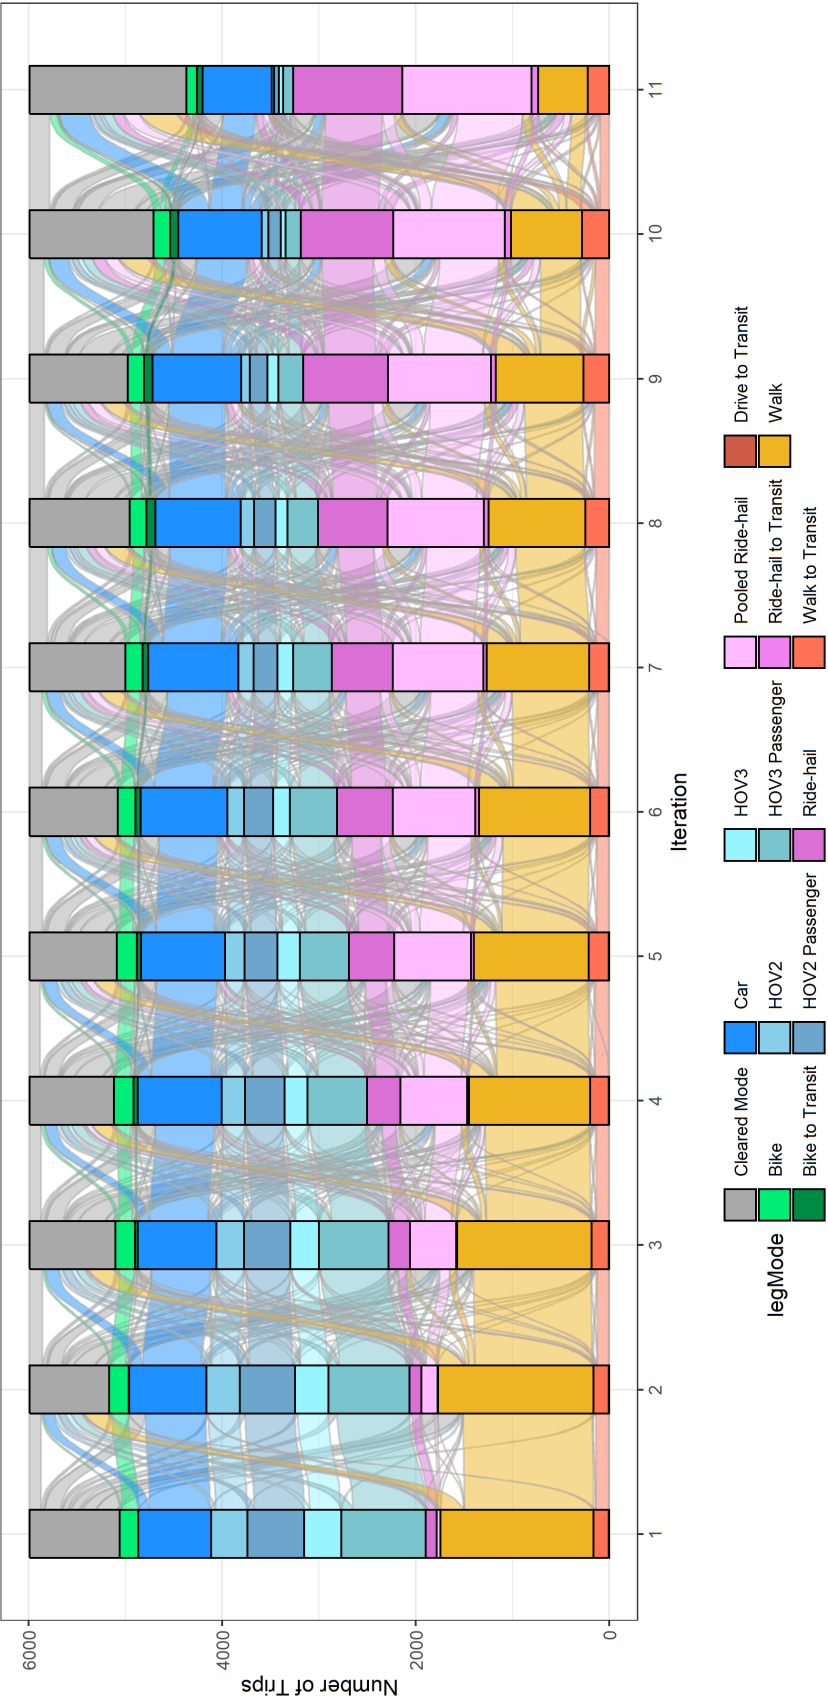 6000
4000
2000
0
Number of Trips
1
2
3
4
5
6
7
8
9
10
11
Iteration
legMode
Cleared Mode
Bike
Bike to Transit
Car
HOV2
HOV2 Passenger
HOV3
HOV3 Passenger
Ride-hail
Pooled Ride-hail
Ride-hail to Transit
Walk to Transit
Drive to Transit
Walk